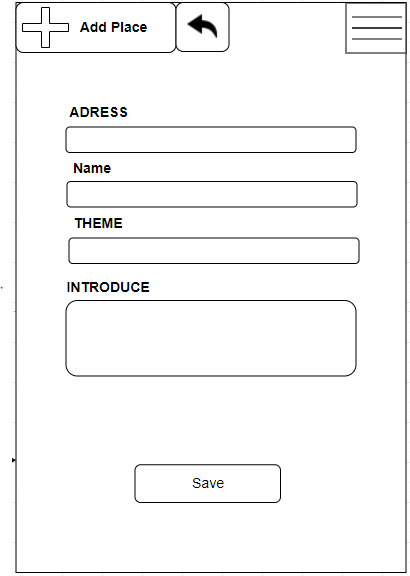 Add Place
ADRESS
Name
THEME
INTRODUCE
Save